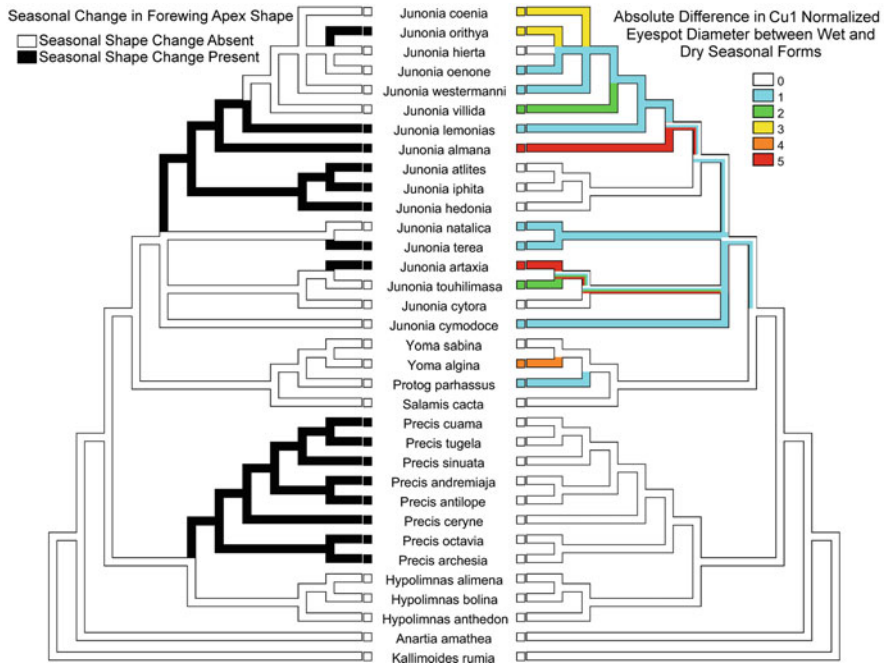 Seasonal Change in Forewing Apex Shape
Seasonal Shape Change Absent
Seasonal Shape Change Present
Junonia coenia
Junonia orithya
Junonia hierta
Junonia oenone
Junonia westermanni
Junonia villida
Junonia lemonias
Junonia almana
Junonia atlites
Junonia iphita
Junonia hedonia
Junonia natalica
Junonia terea
Junonia artaxia
Junonia touhilimasa
Junonia cytora
Junonia cymodoce
Yoma sabina
Yoma algina
Protog parhassus
Salamis cacta
Precis cuama
Precis tugela
Precis sinuata
Precis andremiaja
Precis antilope
Precis ceryne
Precis octavia
Precis archesia
Hypolimnas alimena
Hypolimnas bolina
Hypolimnas anthedon
Anartia amathea
Kallimoides rumia
Absolute Difference in Cu1 Normalized
Eyespot Diameter between Wet and
Dry Seasonal Forms
0
1
2
3
4
5